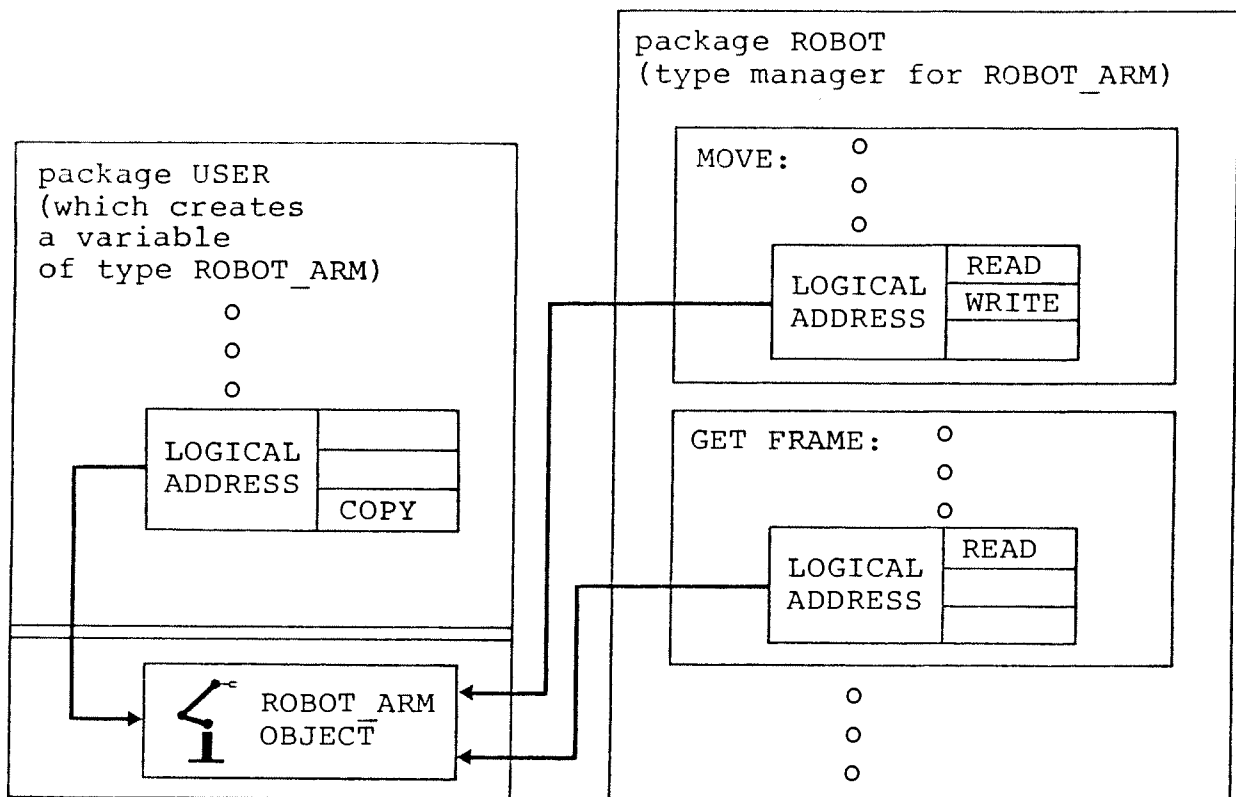 package USER
(which creates
a variable
of type ROBOT_ARM)
LOGICAL
ADDRESS
COPY
ROBOT_ARM
OBJECT
package ROBOT
(type manager for ROBOT_ARM)
MOVE:
LOGICAL
ADDRESS
READ
WRITE
GET FRAME:
LOGICAL
ADDRESS
READ